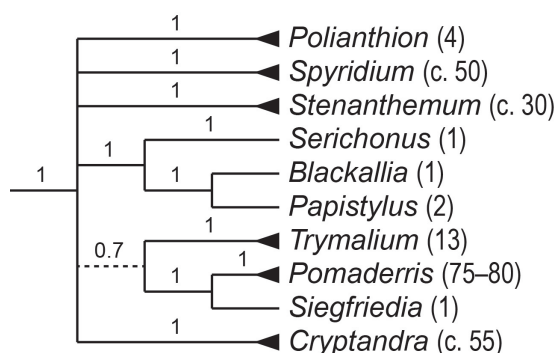 1
Polianthion (4)
1
Spyridium (c. 50)
1
Stenanthemum (c. 30)
1
Serichonus (1)
1
1
Blackallia (1)
1
Papistylus (2)
1
Trymalium (13)
0.7
1
Pomaderris (75–80)
1
Siegfriedia (1)
1
Cryptandra (c. 55)